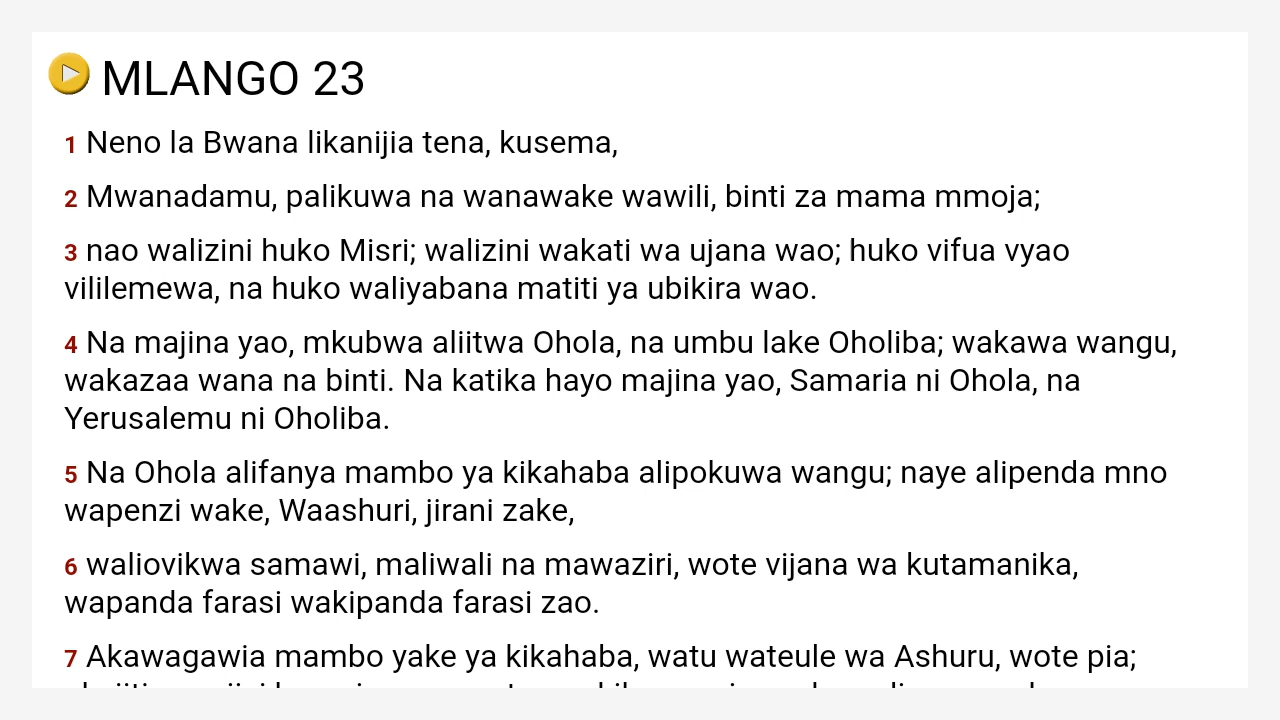 MLANGO 23
1 Neno la Bwana likanijia tena, kusema,
2 Mwanadamu, palikuwa na wanawake wawili, binti za mama mmoja;
3 nao walizini huko Misri; walizini wakati wa ujana wao; huko vifua vyao
vililemewa, na huko waliyabana matiti ya ubikira wao.
4 Na majina yao, mkubwa aliitwa Ohola, na umbu lake Oholiba; wakawa wangu,
wakazaa wana na binti. Na katika hayo majina yao, Samaria ni Ohola, na
Yerusalemu ni Oholiba.
5 Na Ohola alifanya mambo ya kikahaba alipokuwa wangu; naye alipenda mno
wapenzi wake, Waashuri, jirani zake,
6 waliovikwa samawi, maliwali na mawaziri, wote vijana wa kutamanika,
wapanda farasi wakipanda farasi zao.
7 Akawagawia mambo yake ya kikahaba, watu wateule wa Ashuru, wote pia;